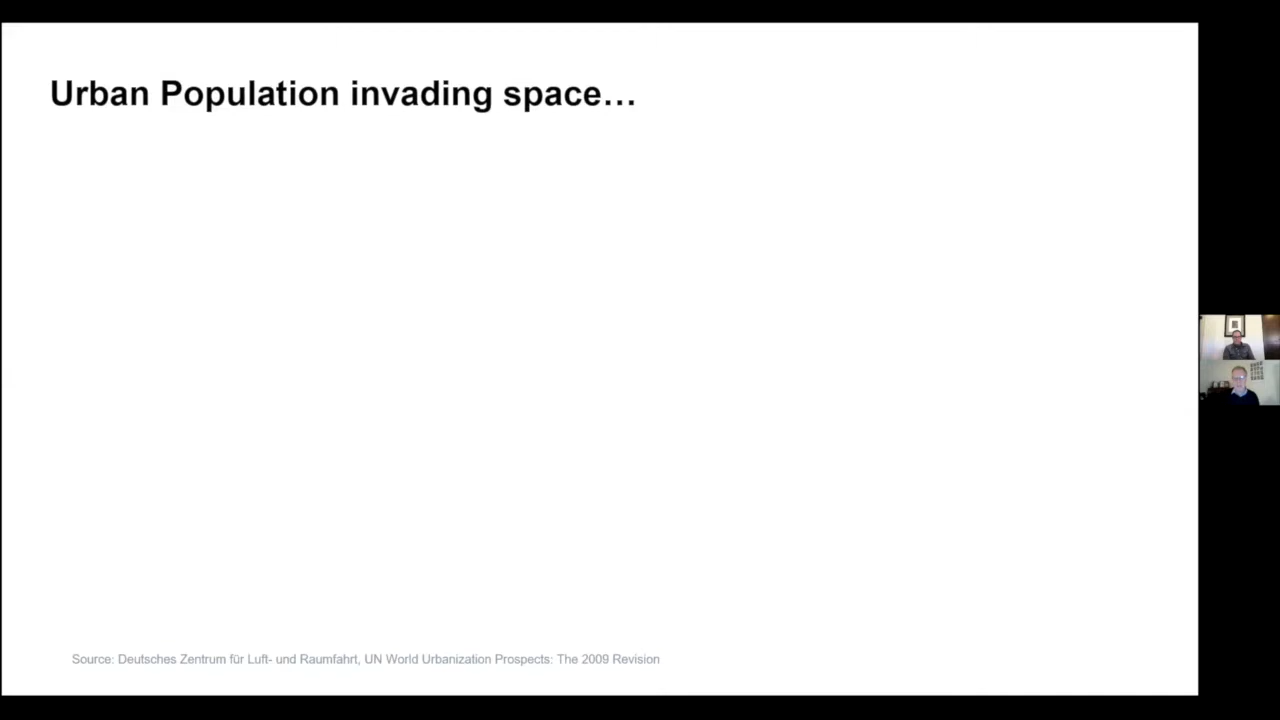 Urban Population invading space…
Source: Deutsches Zentrum für Luft- und Raumfahrt, UN World Urbanization Prospects: The 2009 Revision